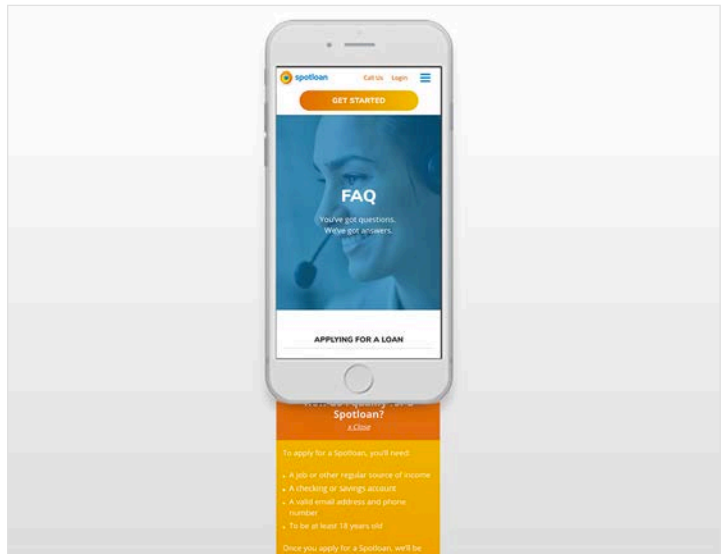 spotloan Call Us Login
GET STARTED
FAQ
You've got questions.
We've got answers.
APPLYING FOR A LOAN
Spotloan?
x Close
To apply for a Spotloan, you'll need:
• A job or other regular source of income
• A checking or savings account
• A valid email address and phone
number
• To be at least 18 years old
Once you apply for a Spotloan, we'll be